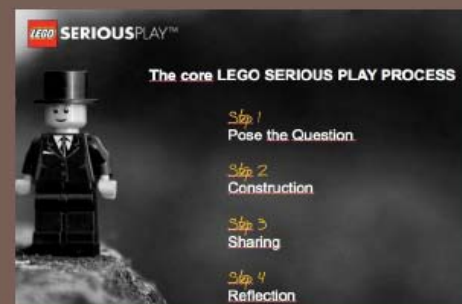 LEGO SERIOUSPLAY™
The core LEGO SERIOUS PLAY PROCESS
Step 1
Pose the Question
Step 2
Construction
Step 3
Sharing
Step 4
Reflection